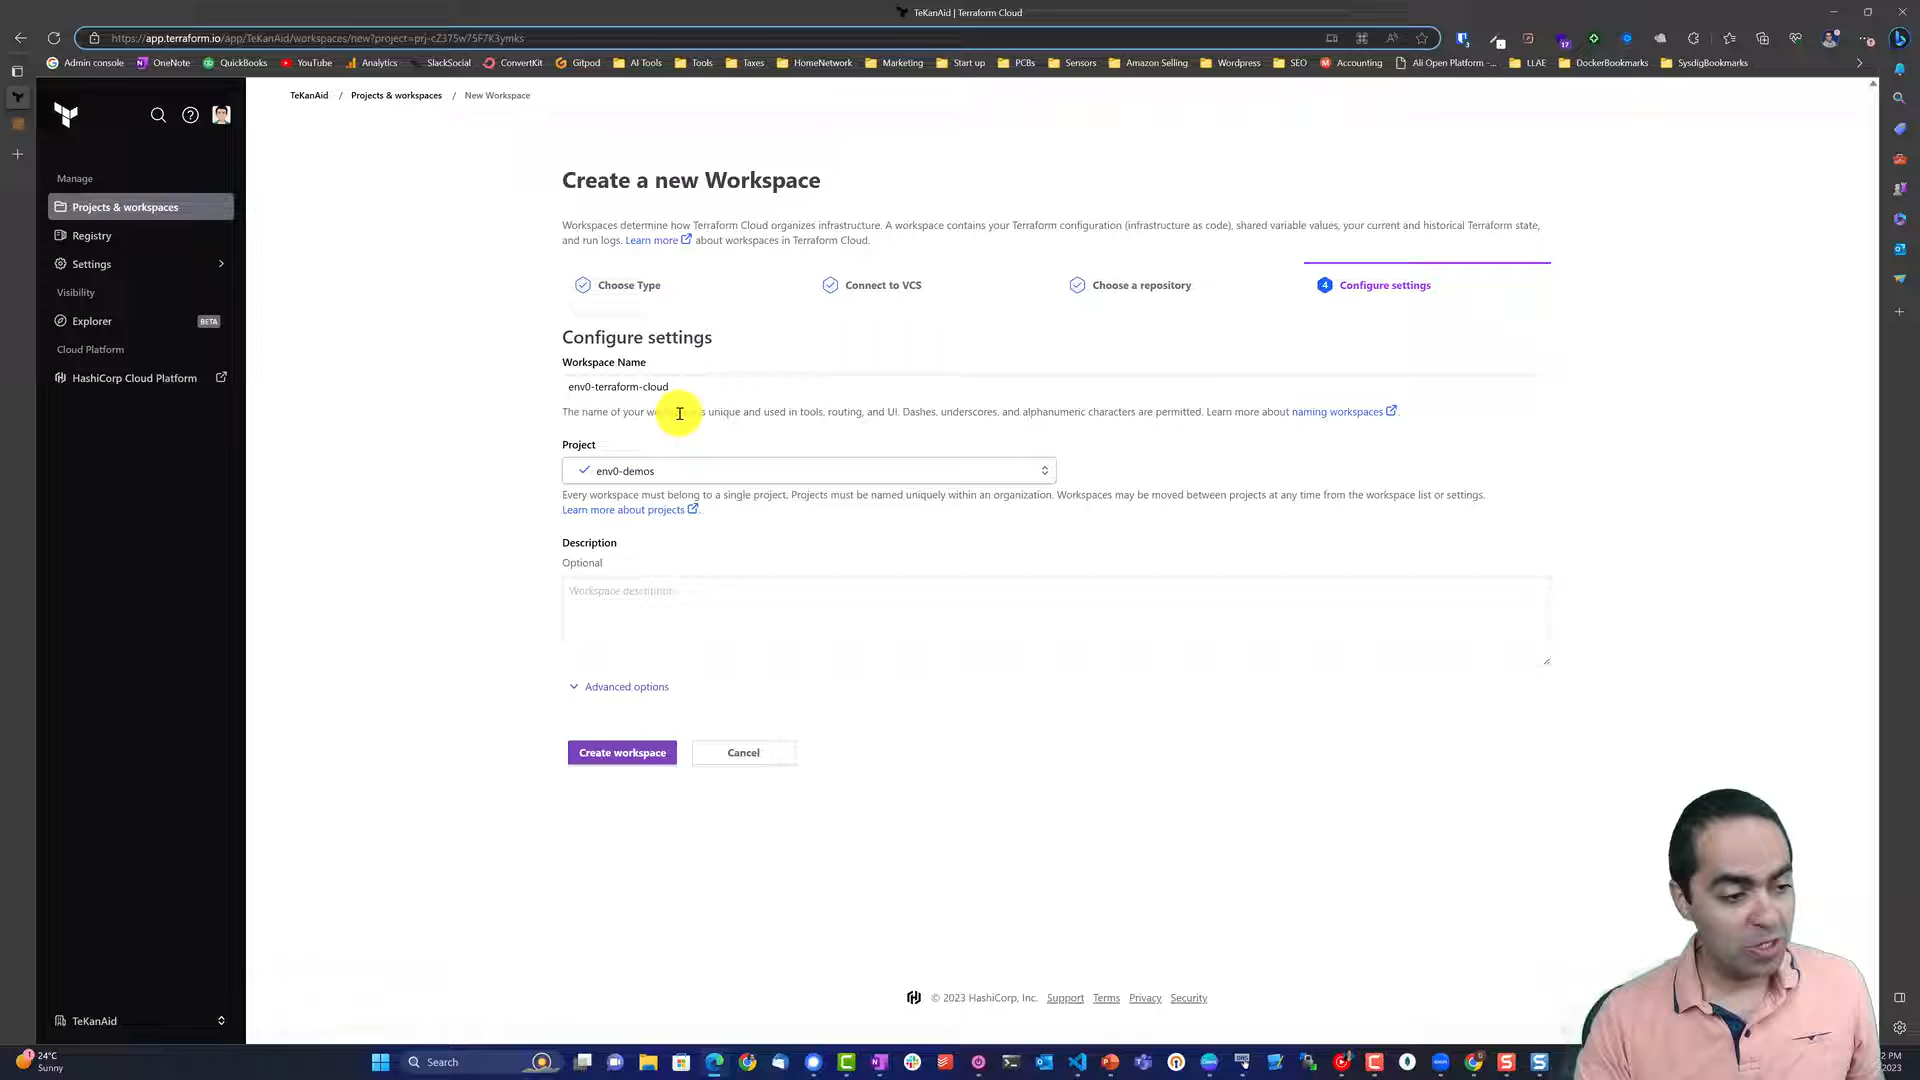 TeKanAid | Terraform Cloud
https://app.terraform.io/app/TeKanAid/workspaces/new?project=prj-cZ375w75F7K3ymks
Admin console
OneNote
QuickBooks
YouTube
Analytics
SlackSocial
ConvertKit
Gitpod
AI Tools
Tools
Taxes
HomeNetwork
Marketing
Start up
PCBs
Sensors
Amazon Selling
Wordpress
SEO
Accounting
Ali Open Platform -...
LLAE
DockerBookmarks
SysdigBookmarks
TeKanAid / Projects & workspaces / New Workspace
Manage
Projects & workspaces
Registry
Settings
Visibility
Explorer
BETA
Cloud Platform
HashiCorp Cloud Platform
TeKanAid
Create a new Workspace
Workspaces determine how Terraform Cloud organizes infrastructure. A workspace contains your Terraform configuration (infrastructure as code), shared variable values, your current and historical Terraform state,
and run logs. Learn more about workspaces in Terraform Cloud.
Choose Type
Connect to VCS
Choose a repository
4 Configure settings
Configure settings
Workspace Name
env0-terraform-cloud
The name of your unique and used in tools, routing, and UI. Dashes, underscores, and alphanumeric characters are permitted. Learn more about naming workspaces.
Project
env0-demos
Every workspace must belong to a single project. Projects must be named uniquely within an organization. Workspaces may be moved between projects at any time from the workspace list or settings.
Learn more about projects.
Description
Optional
Workspace description
Advanced options
Create workspace
Cancel
© 2023 HashiCorp, Inc. Support Terms Privacy Security
24°C
Sunny
Search
2 PM
2023